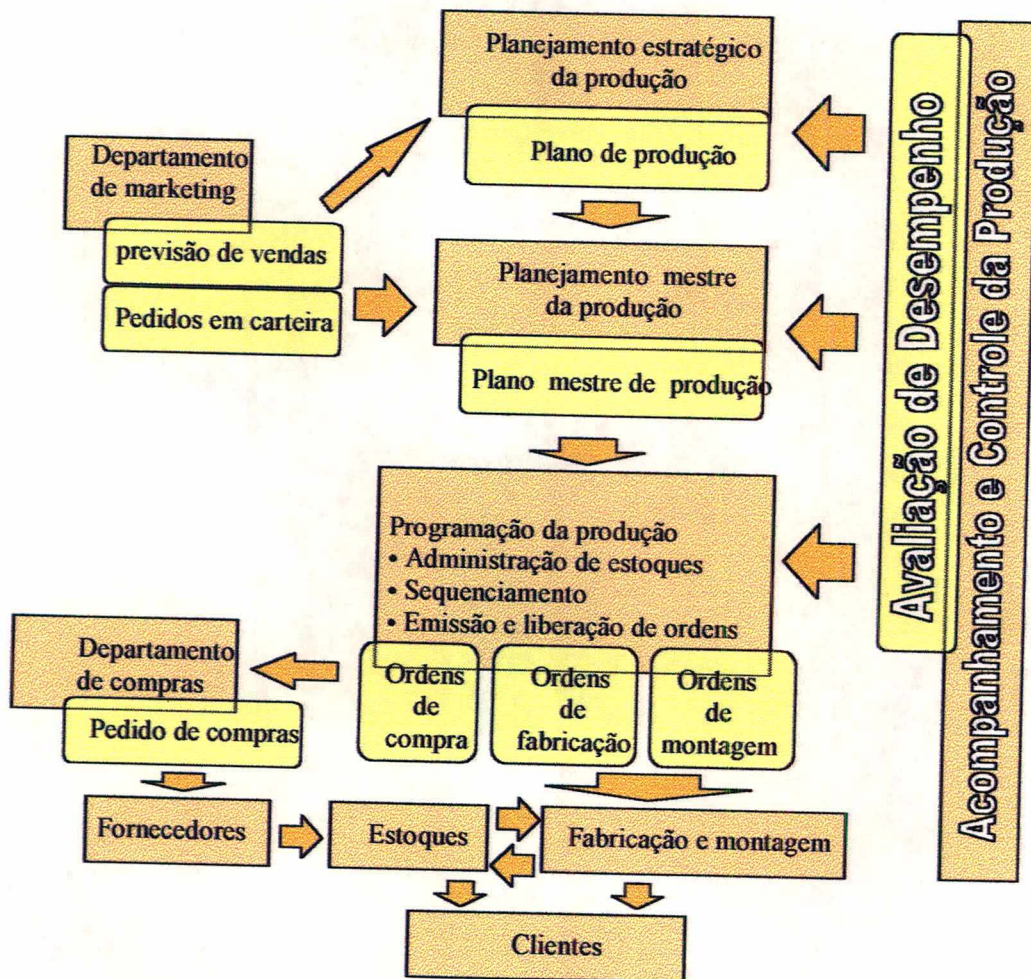 Planejamento estratégico
da produção
Plano de produção
Departamento
de marketing
previsão de vendas
Pedidos em carteira
Planejamento mestre
da produção
Plano mestre de produção
Programação da produção
• Administração de estoques
• Sequenciamento
• Emissão e liberação de ordens
Ordens
de
compra
Ordens
de
fabricação
Ordens
de
montagem
Departamento
de compras
Pedido de compras
Fornecedores
Estoques
Fabricação e montagem
Clientes
Avaliação de Desempenho
Acompanhamento e Controle da Produção